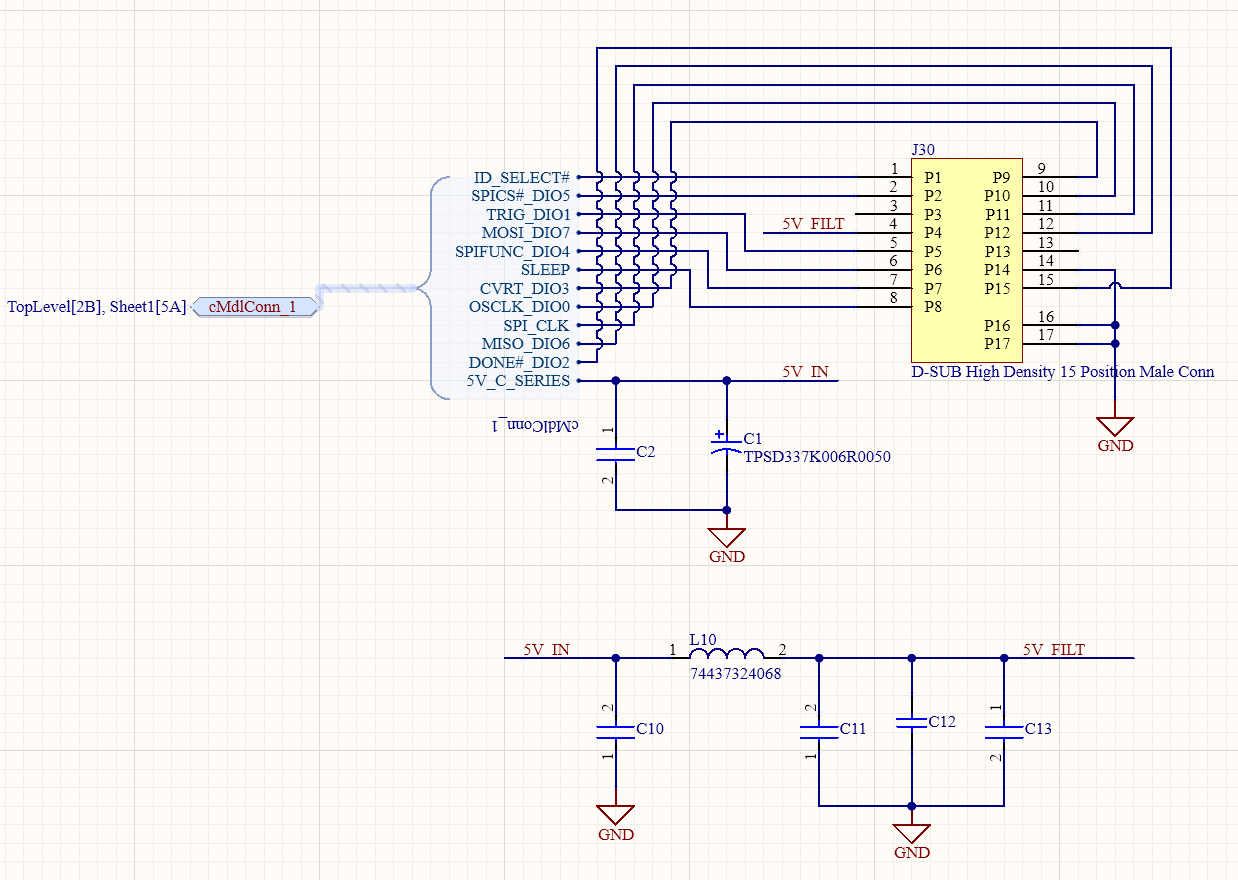 J30
ID_SELECT# 1 P1 P9 9
SPICS#_DIO5 2 P2 P10 10
TRIG_DIO1 3 P3 P11 11
MOSI_DIO7 5V_FILT 4 P4 P12 12
SPIFUNC_DIO4 5 P5 P13 13
SLEEP 6 P6 P14 14
CVRT_DIO3 7 P7 P15 15
TopLevel[2B], Sheet1[5A] cMdlConn_1 OSCLK_DIO0 8 P8
SPI_CLK P16 16
MISO_DIO6 P17 17
DONE#_DIO2
D-SUB High Density 15 Position Male Conn
5V_C_SERIES 5V_IN
cMdlConn_1
GND
1
+ C1
C2
TPSD337K006R0050
2
GND
L10
5V_IN 1 2 5V_FILT
74437324068
2 2 1
C10 C11 C12 C13
1 1 2
GND
GND